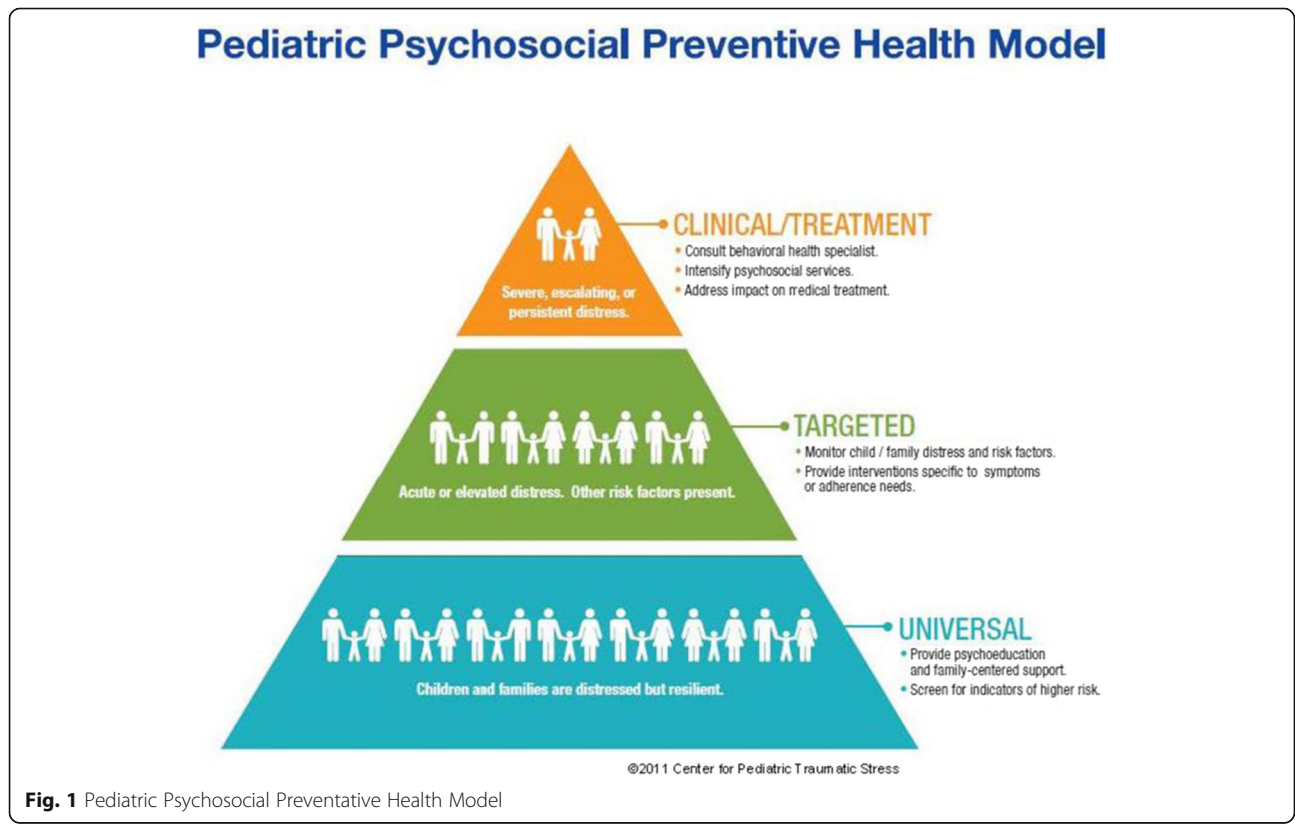 Pediatric Psychosocial Preventive Health Model
CLINICAL/TREATMENT
• Consult behavioral health specialist.
• Intensify psychosocial services.
• Address impact on medical treatment.
Severe, escalating, or
persistent distress.
TARGETED
• Monitor child / family distress and risk factors.
• Provide interventions specific to symptoms
or adherence needs.
Acute or elevated distress. Other risk factors present.
UNIVERSAL
• Provide psychoeducation
and family-centered support.
• Screen for indicators of higher risk.
Children and families are distressed but resilient.
©2011 Center for Pediatric Traumatic Stress
Fig. 1 Pediatric Psychosocial Preventative Health Model